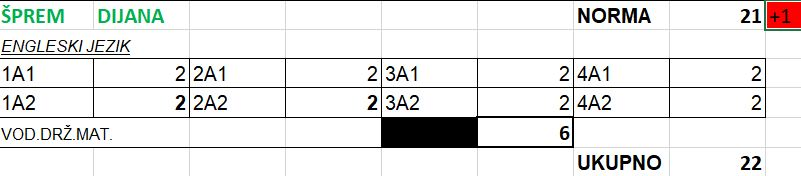 ŠPREM DIJANA NORMA 21 +1
ENGLESKI JEZIK
1A1 2 2A1 2 3A1 2 4A1 2
1A2 2 2A2 2 3A2 2 4A2 2
VOD.DRŽ.MAT. 6
UKUPNO 22